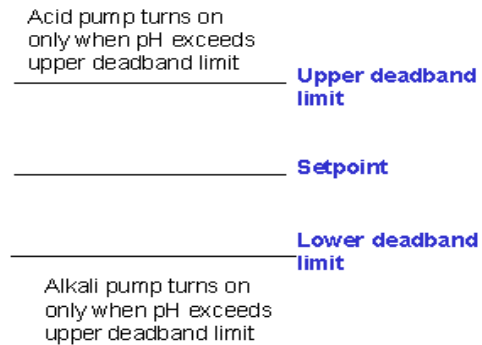 Acid pump turns on
only when pH exceeds
upper deadband limit
Upper deadband
limit
Setpoint
Lower deadband
limit
Alkali pump turns on
only when pH exceeds
upper deadband limit